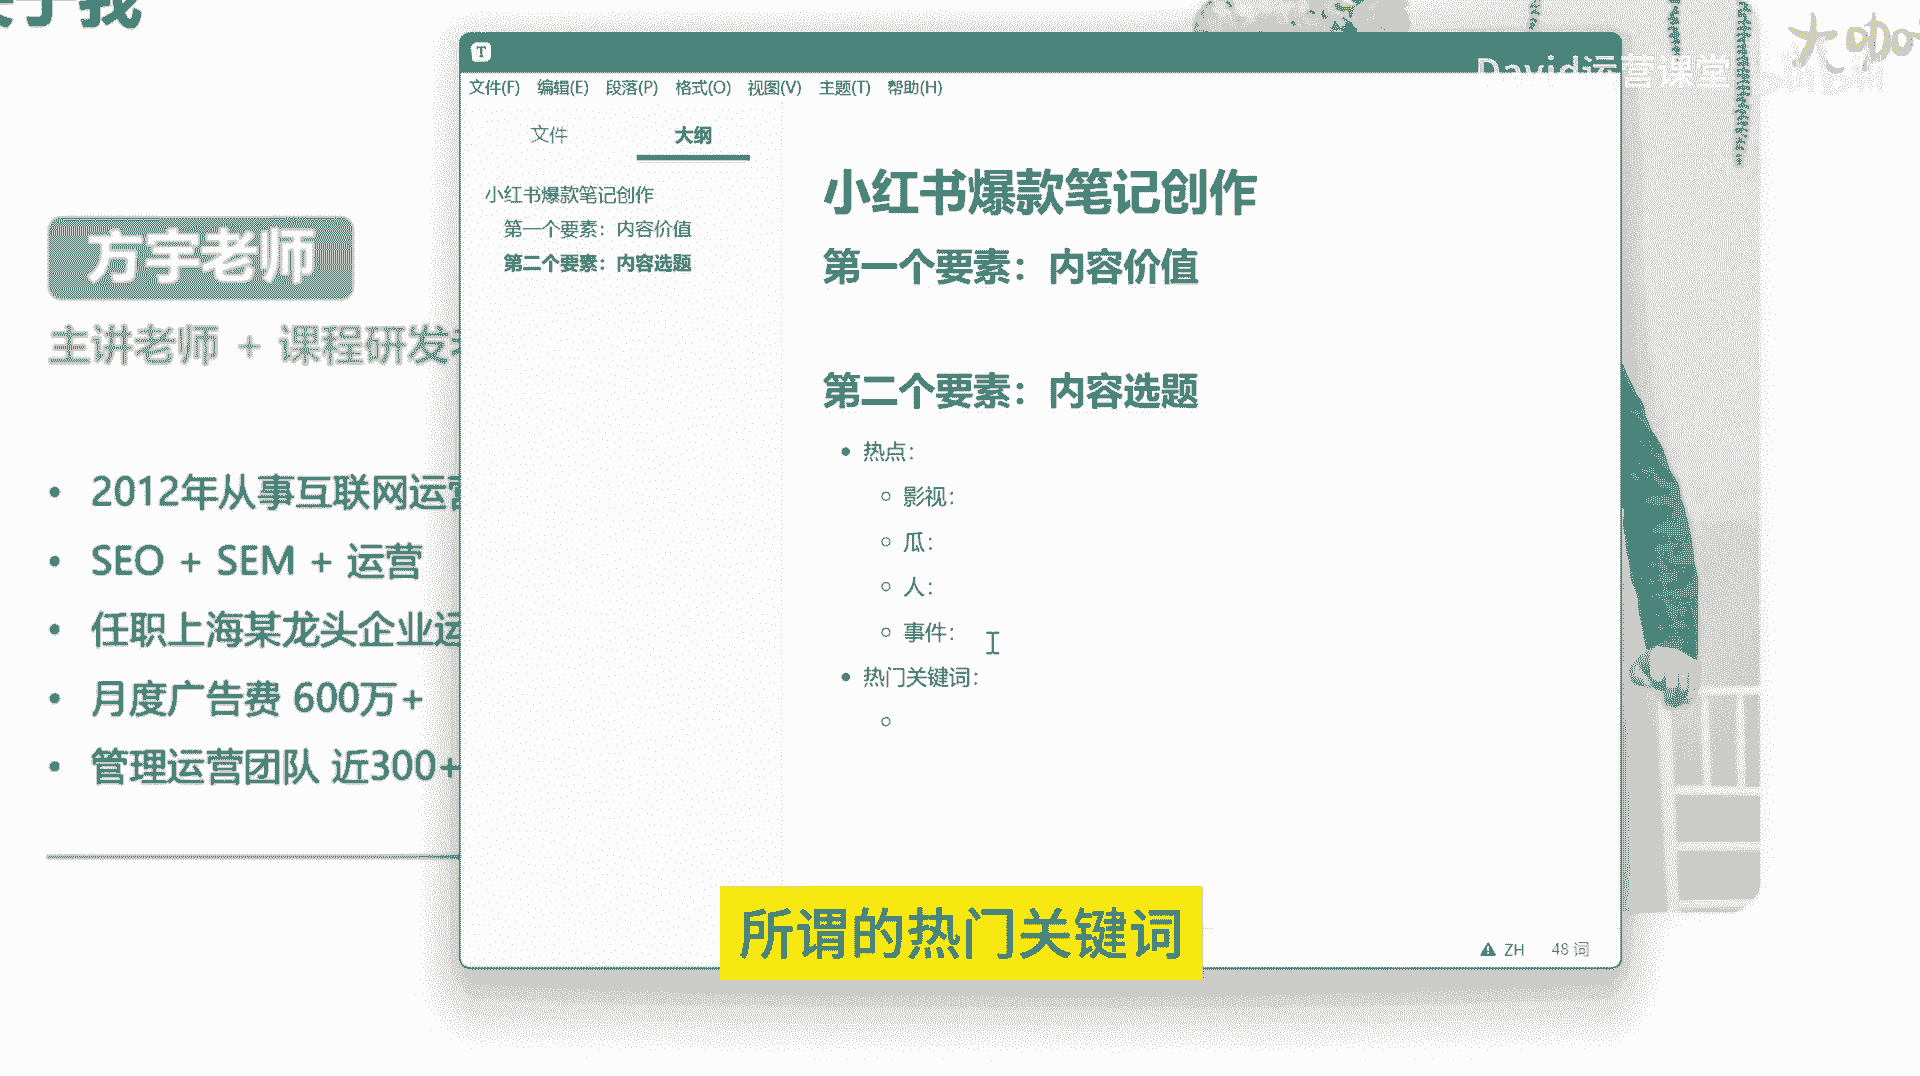 于我
T
David运营课堂
大咖
文件(F) 编辑(E) 段落(P) 格式(O) 视图(V) 主题(T) 帮助(H)
文件 大纲
小红书爆款笔记创作
第一个要素：内容价值
第二个要素：内容选题
小红书爆款笔记创作
第一个要素：内容价值
第二个要素：内容选题
• 热点：
○ 影视：
○ 瓜：
○ 人：
○ 事件：
• 热门关键词：
方宇老师
主讲老师 + 课程研发
• 2012年从事互联网运营
• SEO + SEM + 运营
• 任职上海某龙头企业运
• 月度广告费 600万+
• 管理运营团队 近300+
所谓的热门关键词
ZH 48 词